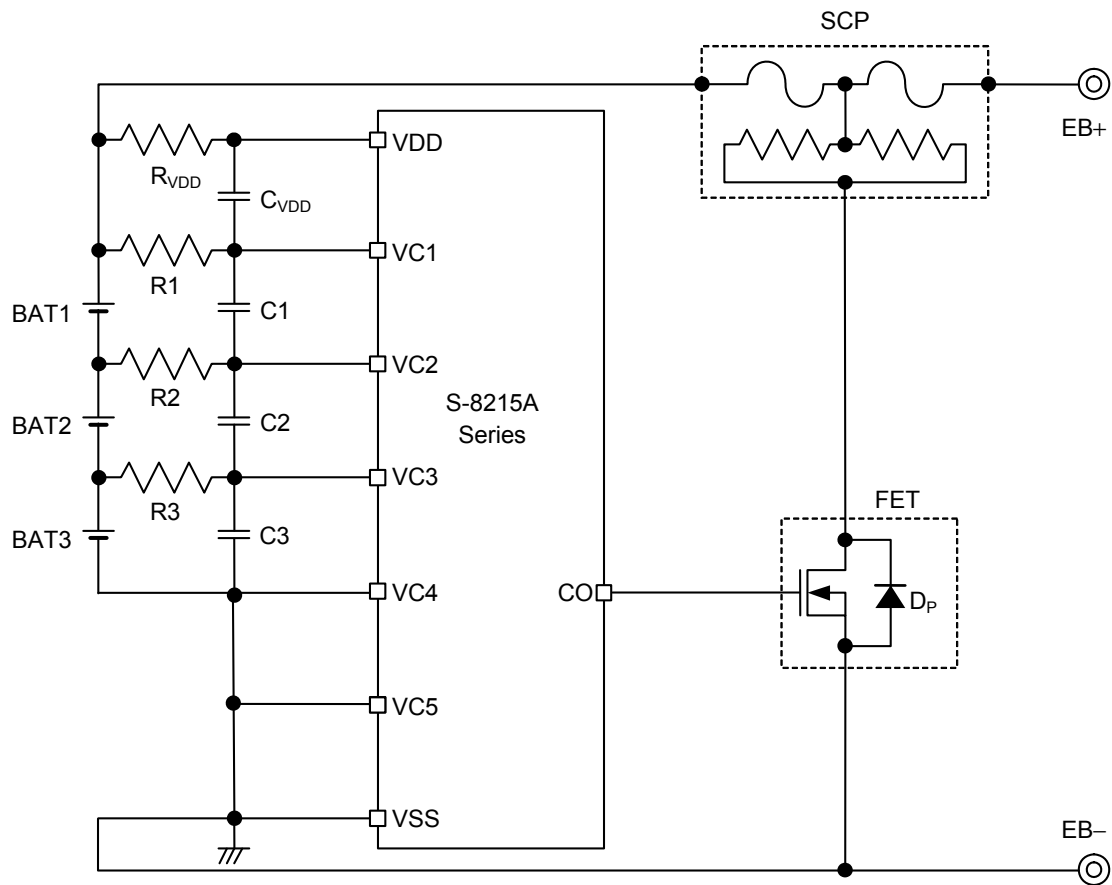 SCP
EB+
VDD
RVDD
CVDD
VC1
R1
BAT1
C1
VC2
R2
S-8215A
Series
BAT2
C2
VC3
R3
FET
BAT3
C3
VC4
CO
DP
VC5
VSS
EB−